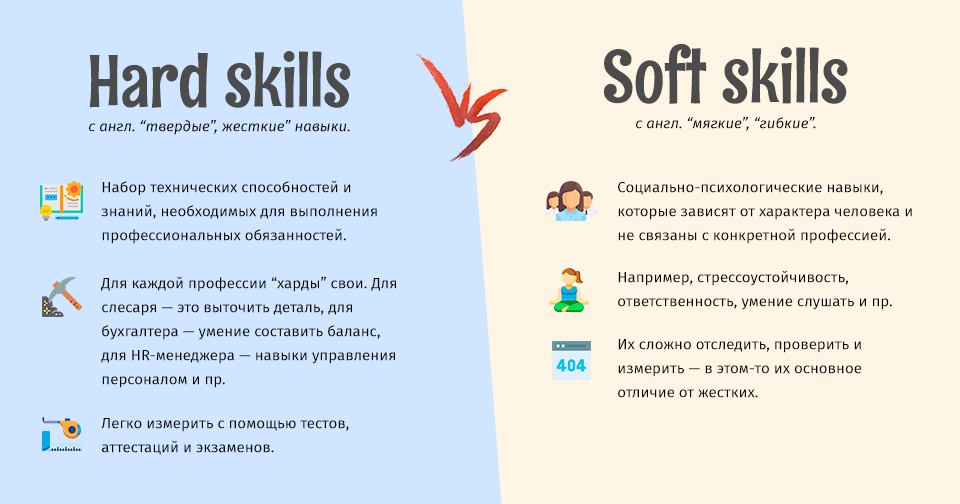 Hard skills
с англ. “твердые”, жесткие” навыки.
Набор технических способностей и
знаний, необходимых для выполнения
профессиональных обязанностей.
Для каждой профессии “харды” свои. Для
слесаря — это выточить деталь, для
бухгалтера — умение составить баланс,
для HR-менеджера — навыки управления
персоналом и пр.
Легко измерить с помощью тестов,
аттестаций и экзаменов.
VS
Soft skills
с англ. “мягкие”, “гибкие”.
Социально-психологические навыки,
которые зависят от характера человека и
не связаны с конкретной профессией.
Например, стрессоустойчивость,
ответственность, умение слушать и пр.
404
Их сложно отследить, проверить и
измерить — в этом-то их основное
отличие от жестких.